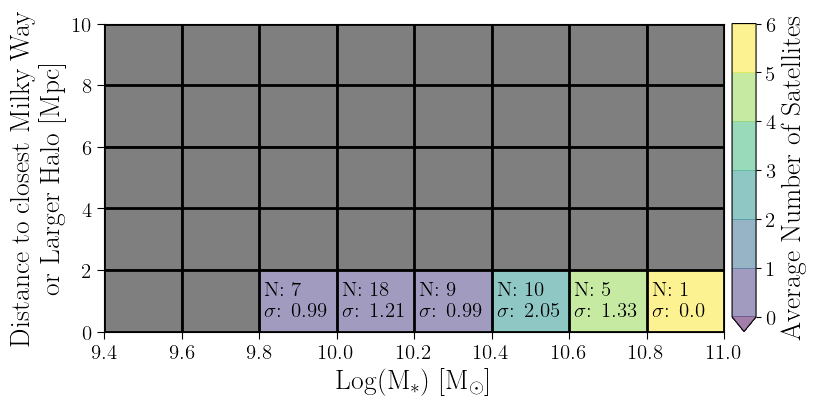 Distance to closest Milky Way
or Larger Halo [Mpc]
10
8
6
4
2
0
N: 7
σ: 0.99
N: 18
σ: 1.21
N: 9
σ: 0.99
N: 10
σ: 2.05
N: 5
σ: 1.33
N: 1
σ: 0.0
9.4 9.6 9.8 10.0 10.2 10.4 10.6 10.8 11.0
Log(M*) [M⊙]
6
5
4
3
2
1
0
Average Number of Satellites